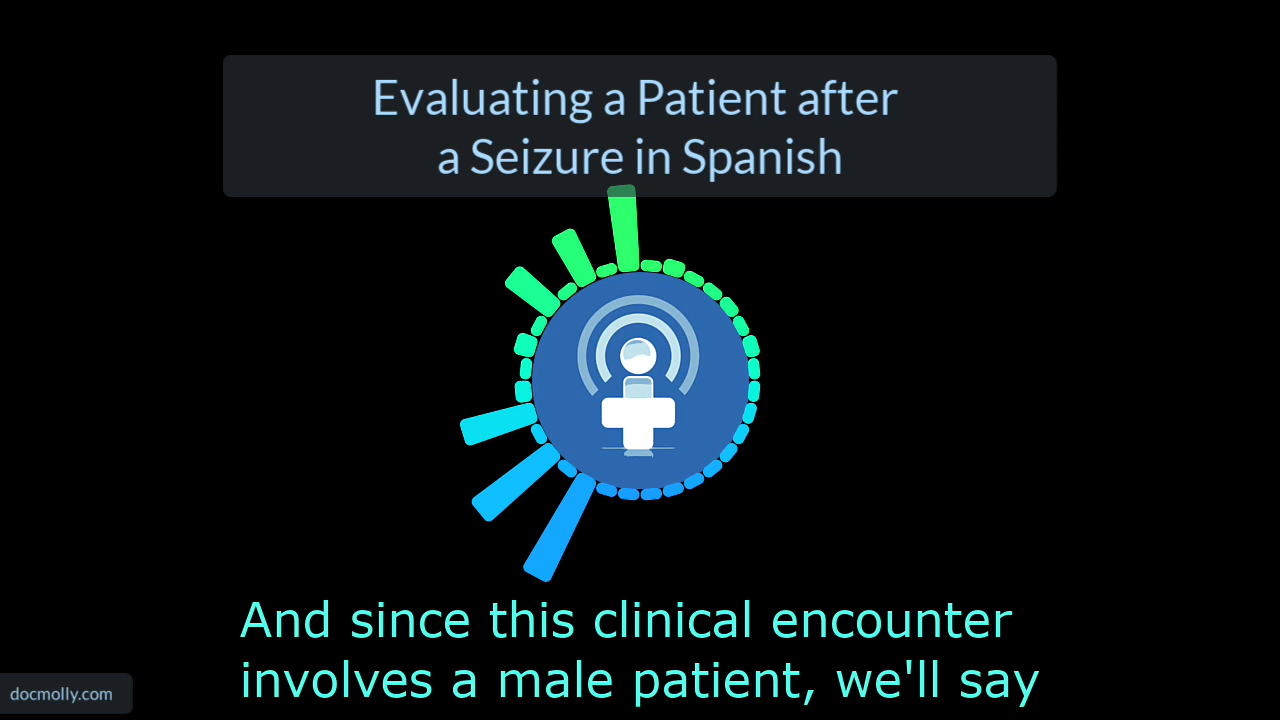 Evaluating a Patient after
a Seizure in Spanish
And since this clinical encounter
involves a male patient, we'll say
docmolly.com